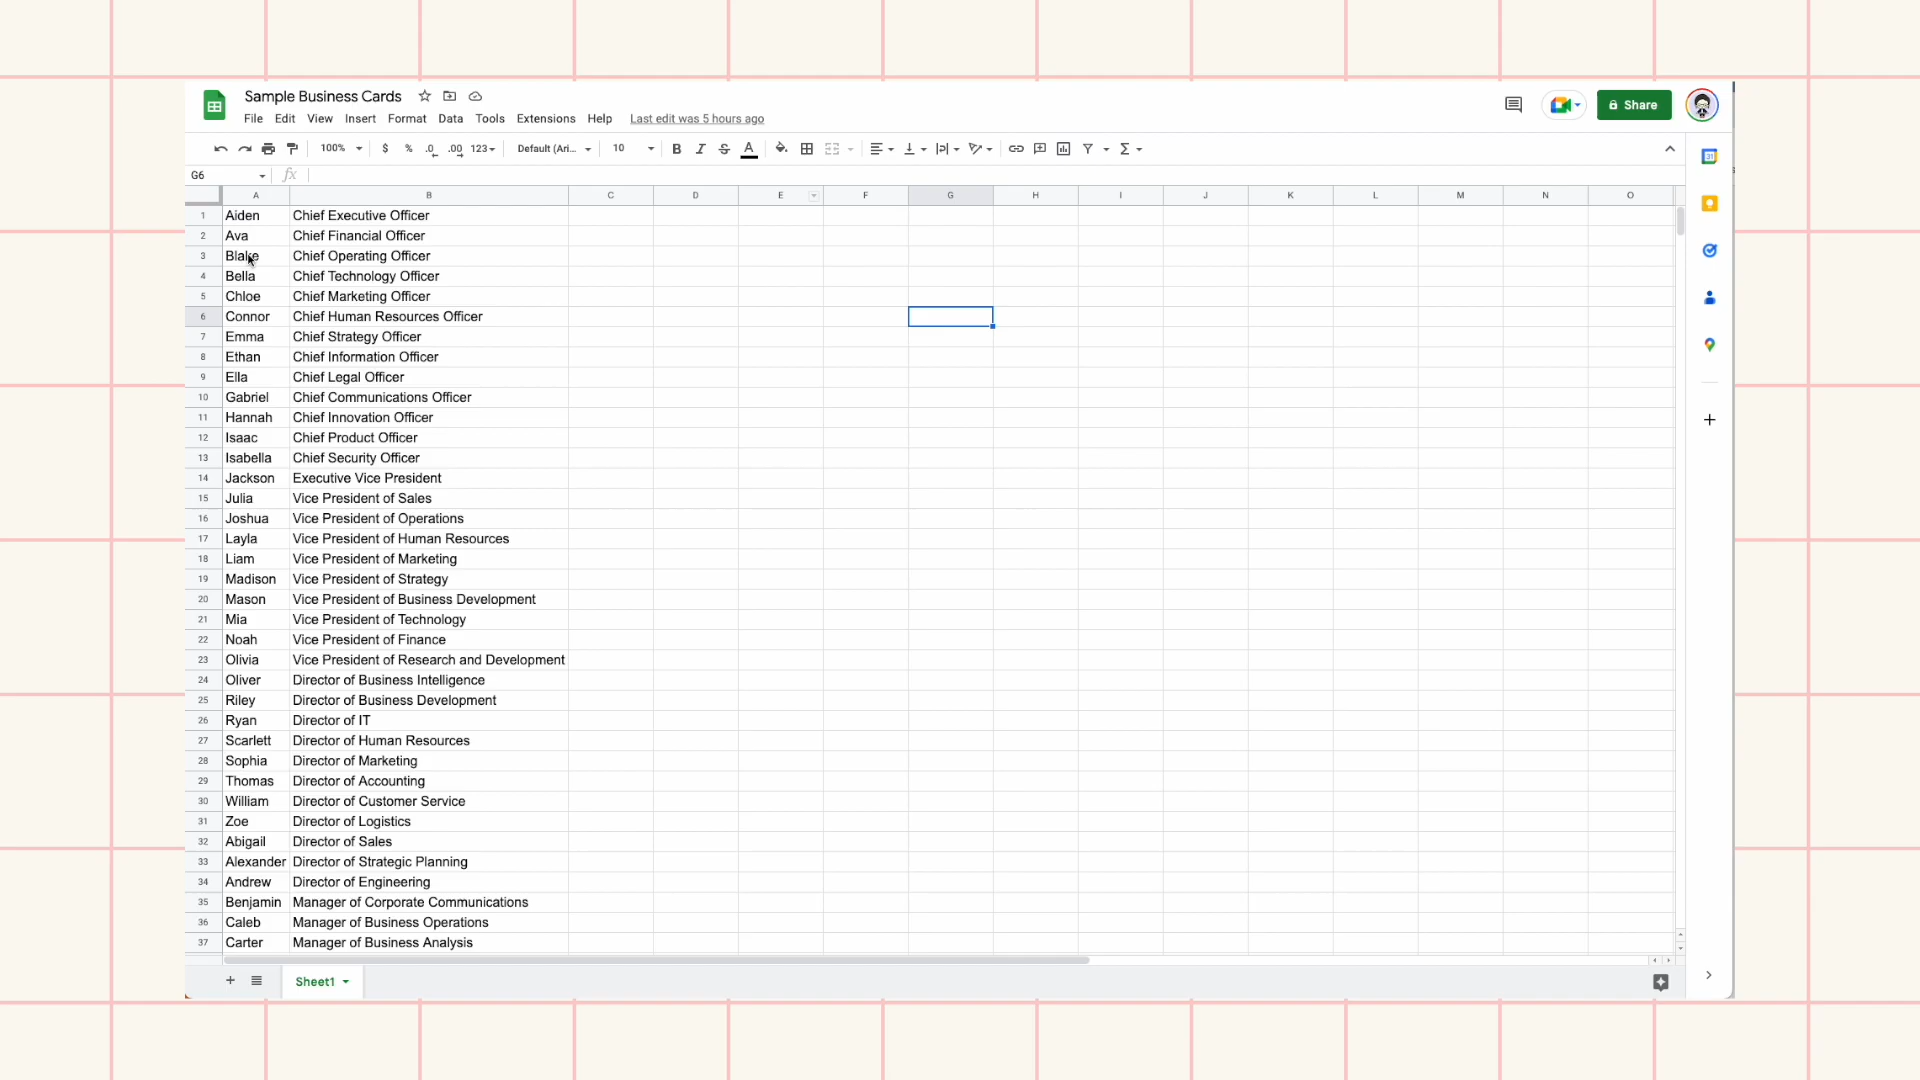 Sample Business Cards
Share
File Edit View Insert Format Data Tools Extensions Help Last edit was 5 hours ago
100% $ % .0 .00 123 Default (Ari... 10 B I S A Σ
31
G6 fx
A B C D E F G H I J K L M N O
1 Aiden Chief Executive Officer
2 Ava Chief Financial Officer
3 Blake Chief Operating Officer
4 Bella Chief Technology Officer
5 Chloe Chief Marketing Officer
6 Connor Chief Human Resources Officer
7 Emma Chief Strategy Officer
8 Ethan Chief Information Officer
9 Ella Chief Legal Officer
10 Gabriel Chief Communications Officer
11 Hannah Chief Innovation Officer
12 Isaac Chief Product Officer
13 Isabella Chief Security Officer
14 Jackson Executive Vice President
15 Julia Vice President of Sales
16 Joshua Vice President of Operations
17 Layla Vice President of Human Resources
18 Liam Vice President of Marketing
19 Madison Vice President of Strategy
20 Mason Vice President of Business Development
21 Mia Vice President of Technology
22 Noah Vice President of Finance
23 Olivia Vice President of Research and Development
24 Oliver Director of Business Intelligence
25 Riley Director of Business Development
26 Ryan Director of IT
27 Scarlett Director of Human Resources
28 Sophia Director of Marketing
29 Thomas Director of Accounting
30 William Director of Customer Service
31 Zoe Director of Logistics
32 Abigail Director of Sales
33 Alexander Director of Strategic Planning
34 Andrew Director of Engineering
35 Benjamin Manager of Corporate Communications
36 Caleb Manager of Business Operations
37 Carter Manager of Business Analysis
Sheet1